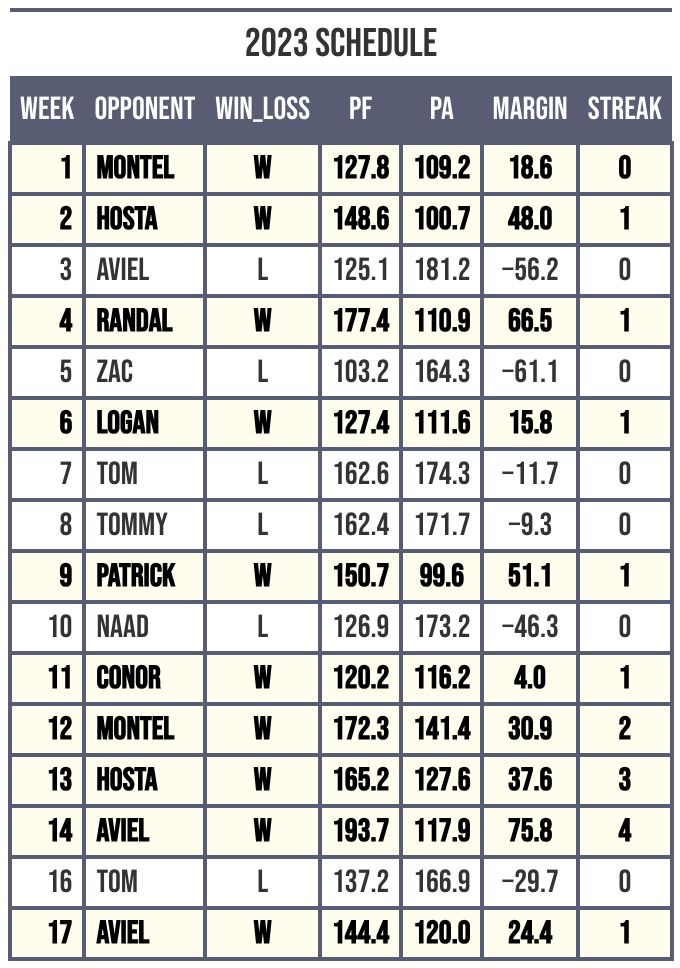 2023 SCHEDULE
WEEK OPPONENT WIN_LOSS PF PA MARGIN STREAK
1 MONTEL W 127.8 109.2 18.6 0
2 HOSTA W 148.6 100.7 48.0 1
3 AVIEL L 125.1 181.2 −56.2 0
4 RANDAL W 177.4 110.9 66.5 1
5 ZAC L 103.2 164.3 −61.1 0
6 LOGAN W 127.4 111.6 15.8 1
7 TOM L 162.6 174.3 −11.7 0
8 TOMMY L 162.4 171.7 −9.3 0
9 PATRICK W 150.7 99.6 51.1 1
10 NAAD L 126.9 173.2 −46.3 0
11 CONOR W 120.2 116.2 4.0 1
12 MONTEL W 172.3 141.4 30.9 2
13 HOSTA W 165.2 127.6 37.6 3
14 AVIEL W 193.7 117.9 75.8 4
16 TOM L 137.2 166.9 −29.7 0
17 AVIEL W 144.4 120.0 24.4 1